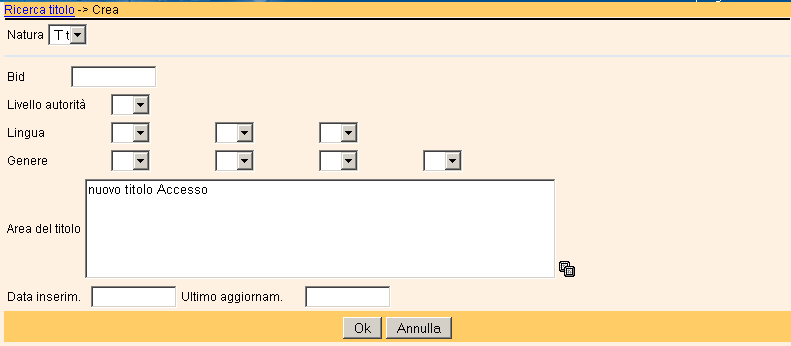 Ricerca titolo -> Crea
Natura T t
Bid
Livello autorità
Lingua
Genere
nuovo titolo Accesso
Area del titolo
Data inserim. Ultimo aggiornam.
Ok Annulla